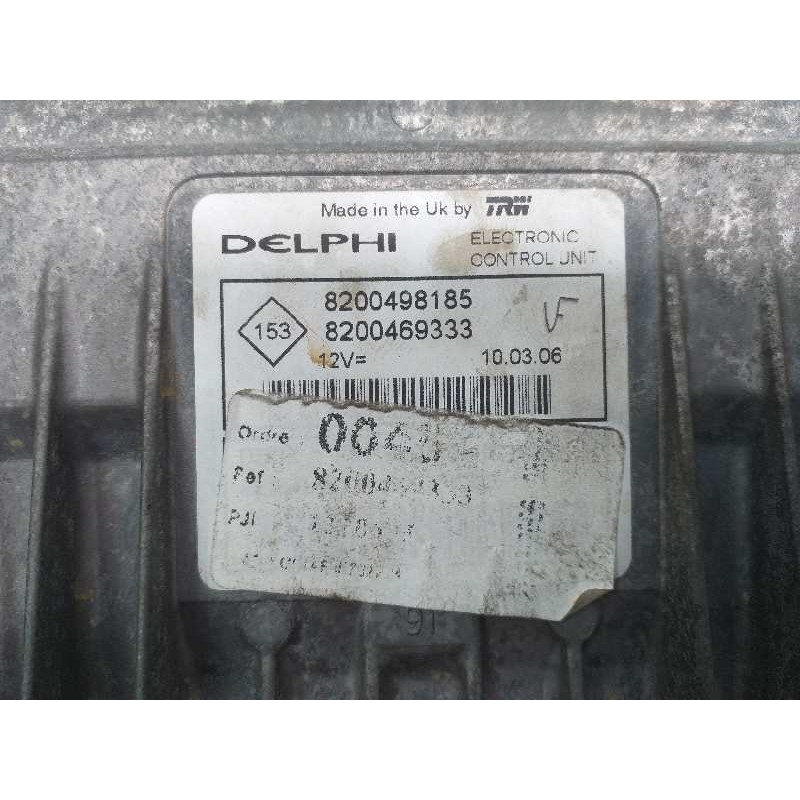 Made in the Uk by TRW
DELPHI
ELECTRONIC
CONTROL UNIT
153
8200498185
8200469333
12V=
10.03.06
Ordre
Ref